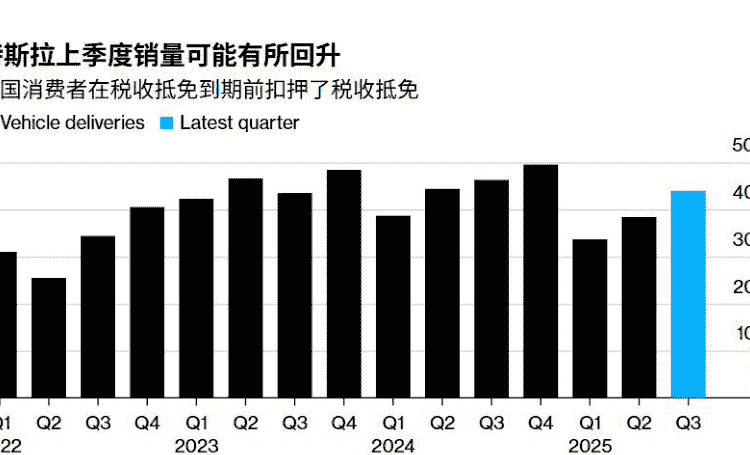 斯拉上季度销量可能有所回升
国消费者在税收抵免到期前扣押了税收抵免
Vehicle deliveries Latest quarter
50
40
30
20
10
Q1 Q2 Q3 Q4 Q1 Q2 Q3 Q4 Q1 Q2 Q3 Q4 Q1 Q2 Q3
22 2023 2024 2025